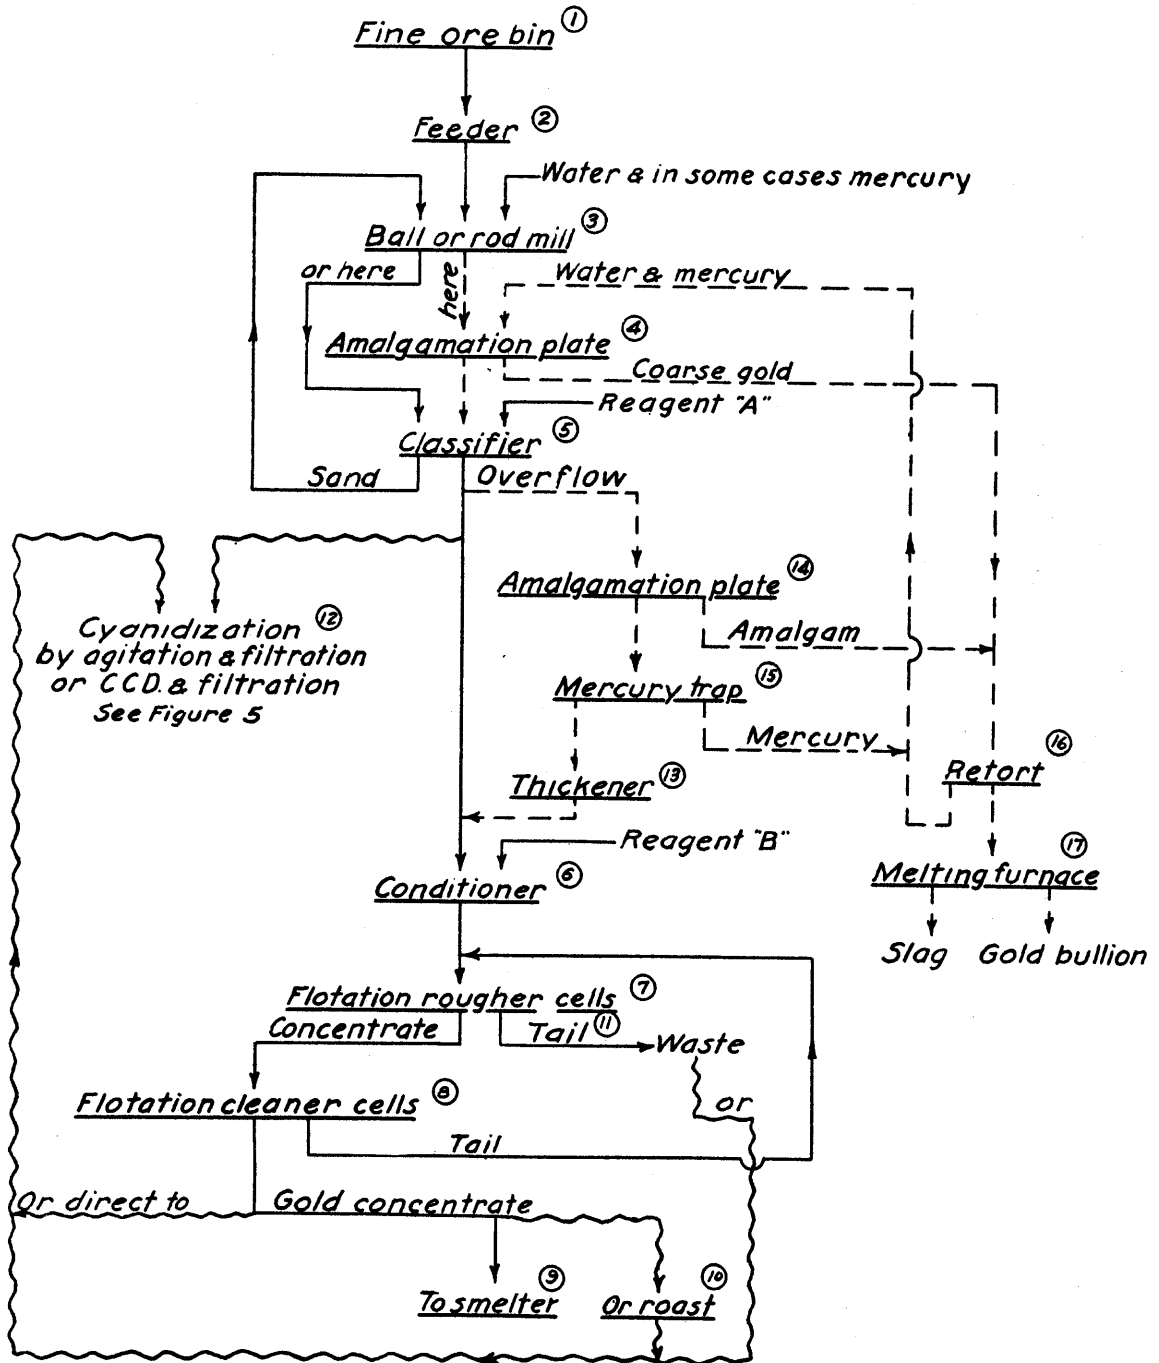 Fine ore bin ①
Feeder ②
Water & in some cases mercury
Ball or rod mill ③
or here
here
Water & mercury
Amalgamation plate ④
Coarse gold
Reagent "A"
Classifier ⑤
Sand
Overflow
Amalgamation plate ⑭
Cyanidization ⑫
by agitation & filtration
or C C D. & filtration
See Figure 5
Amalgam
Mercury trap ⑮
Mercury
Retort ⑯
Thickener ⑬
Reagent "B"
Conditioner ⑥
Melting furnace ⑰
Slag
Gold bullion
Flotation rougher cells ⑦
Concentrate
Tail ⑪
Waste
or
Flotation cleaner cells ⑧
Tail
Or direct to
Gold concentrate
To smelter ⑨
Or roast ⑩